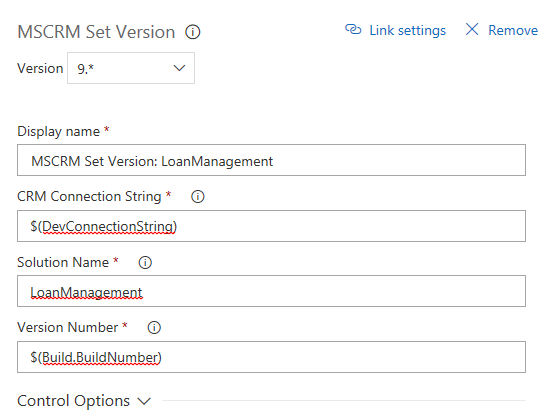 MSCRM Set Version
Link settings
Remove
Version 9.*
Display name *
MSCRM Set Version: LoanManagement
CRM Connection String *
$(DevConnectionString)
Solution Name *
LoanManagement
Version Number *
$(Build.BuildNumber)
Control Options